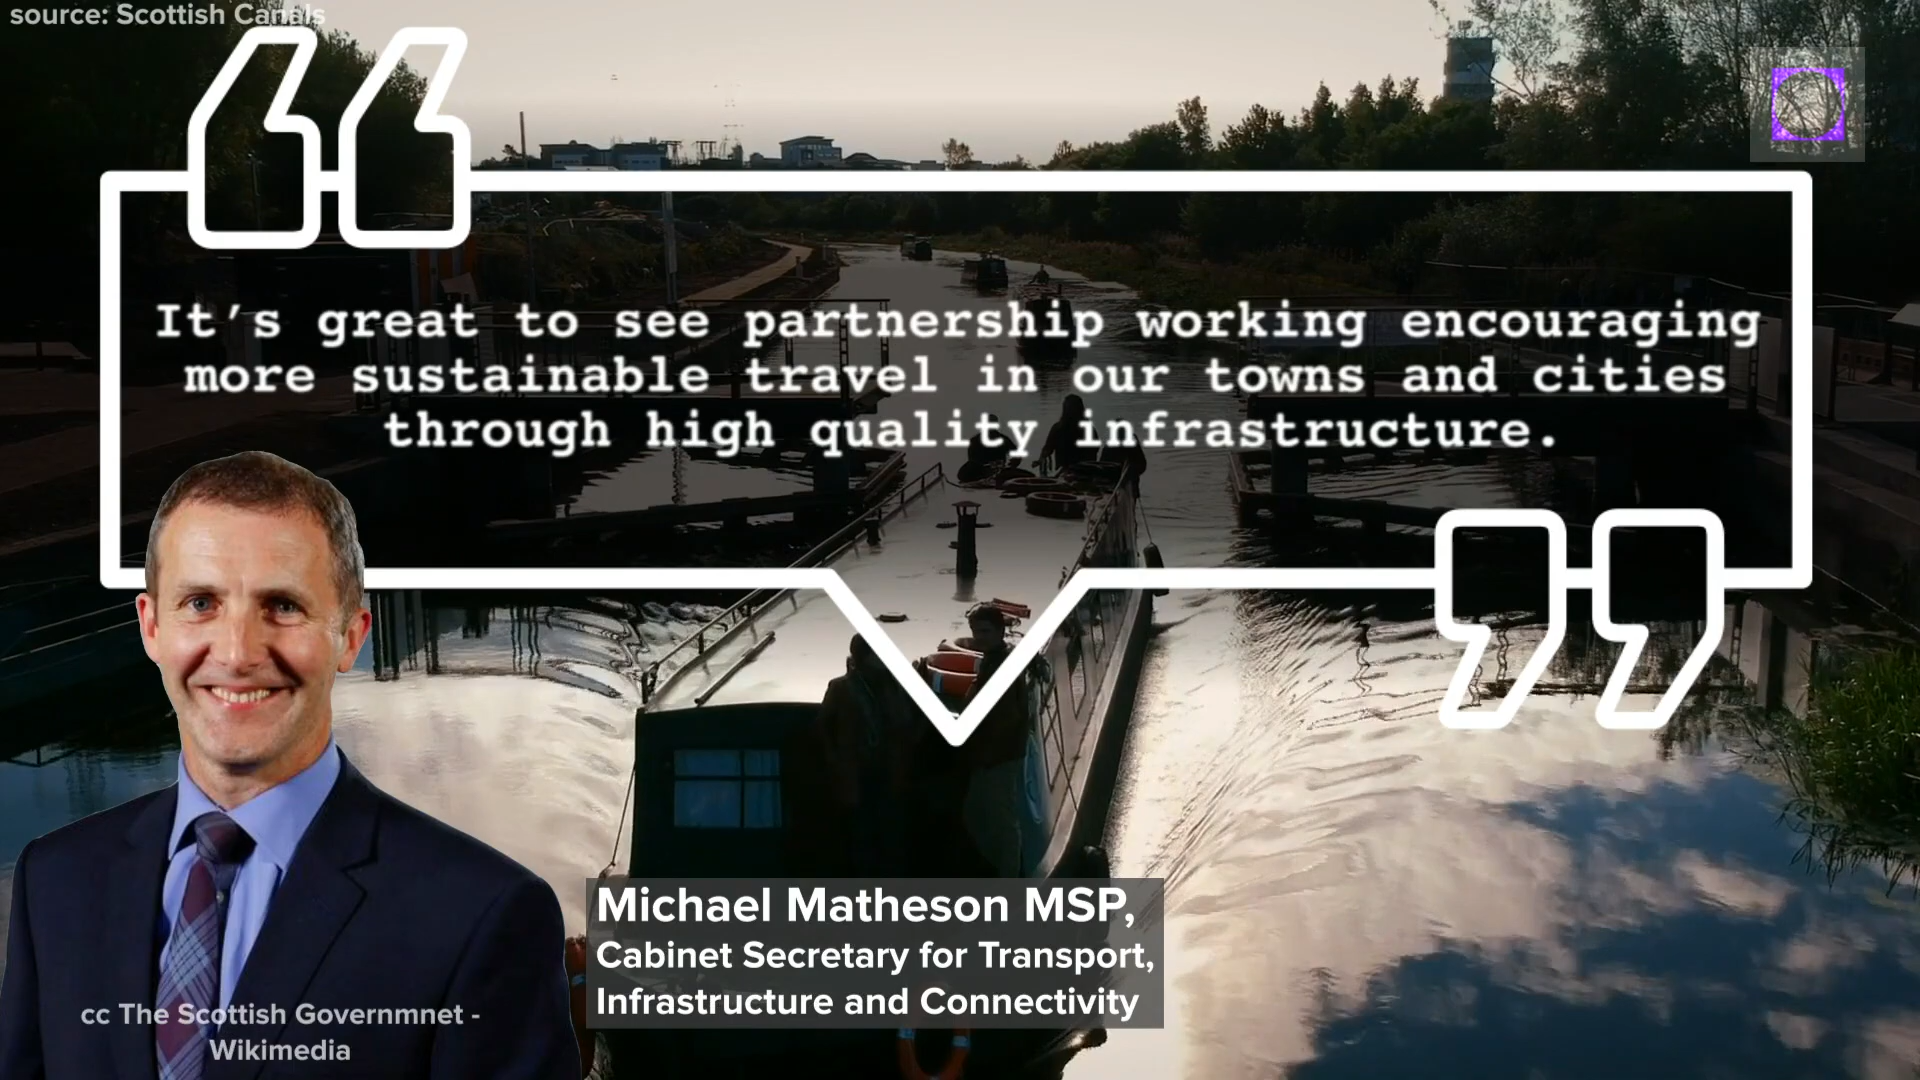 source: Scottish Canals
It's great to see partnership working encouraging
more sustainable travel in our towns and cities
through high quality infrastructure.
Michael Matheson MSP,
Cabinet Secretary for Transport,
Infrastructure and Connectivity
cc The Scottish Governmnet -
Wikimedia